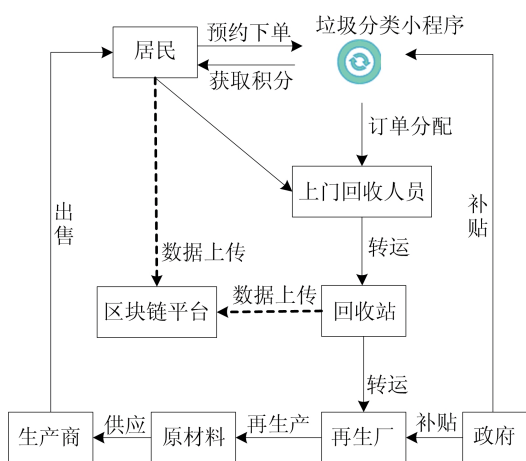 垃圾分类小程序
预约下单
居民
获取积分
订单分配
上门回收人员
出售
补贴
转运
数据上传
数据上传
区块链平台
回收站
转运
生产商
供应
原材料
再生产
再生厂
补贴
政府